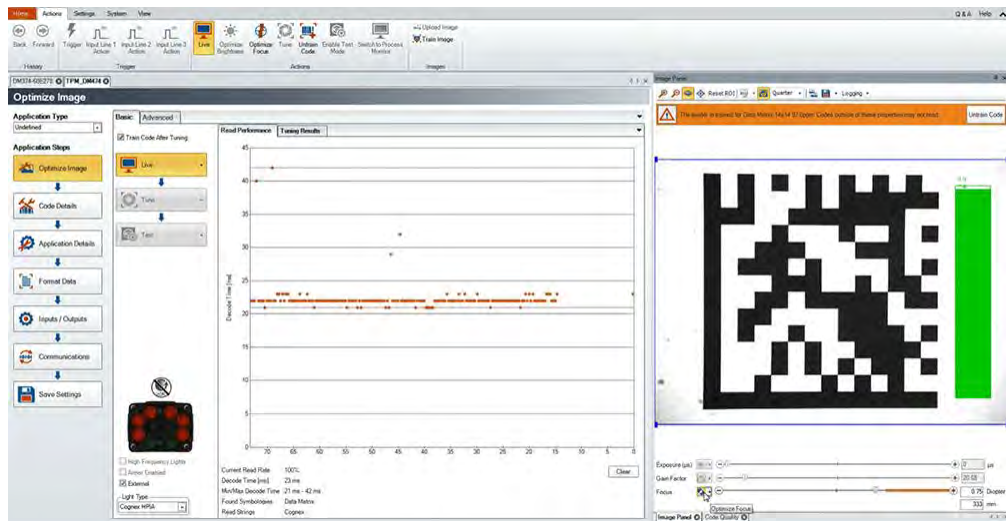 Home Actions Settings System View
Q & A Help
Back Forward Trigger Input Line 1 Action Input Line 2 Action Input Line 3 Action Live Optimize Brightness Optimize Focus Tune Untrain Code Enable Test Mode Switch to Process Monitor
Upload Image
Train Image
History Trigger Actions Images
TPM_DM474
Image Panel
Optimize Image
Reset ROI Quarter Logging
Application Type
Undefined
Basic Advanced
Train Code After Tuning
Read Performance Tuning Results
Untrain Code
Application Steps
Optimize Image
Code Details
Application Details
Format Data
Inputs / Outputs
Communications
Save Settings
Live
Tune
Test
Decode Time [ms]
45
40
35
30
25
20
15
10
5
0
70 65 60 55 50 45 40 35 30 25 20 15 10 5 0
High Frequency Lights
Aimer Enabled
External
Light Type
Cognex HPIA
Current Read Rate 100%
Decode Time [ms] 23 ms
Min/Max Decode Time 21 ms - 42 ms
Found Symbologies Data Matrix
Read Strings Cognex
Clear
Exposure (µs) µs
Gain Factor
Focus 0.75 Diopter
333 mm
Optimize Focus
Image Panel Code Quality